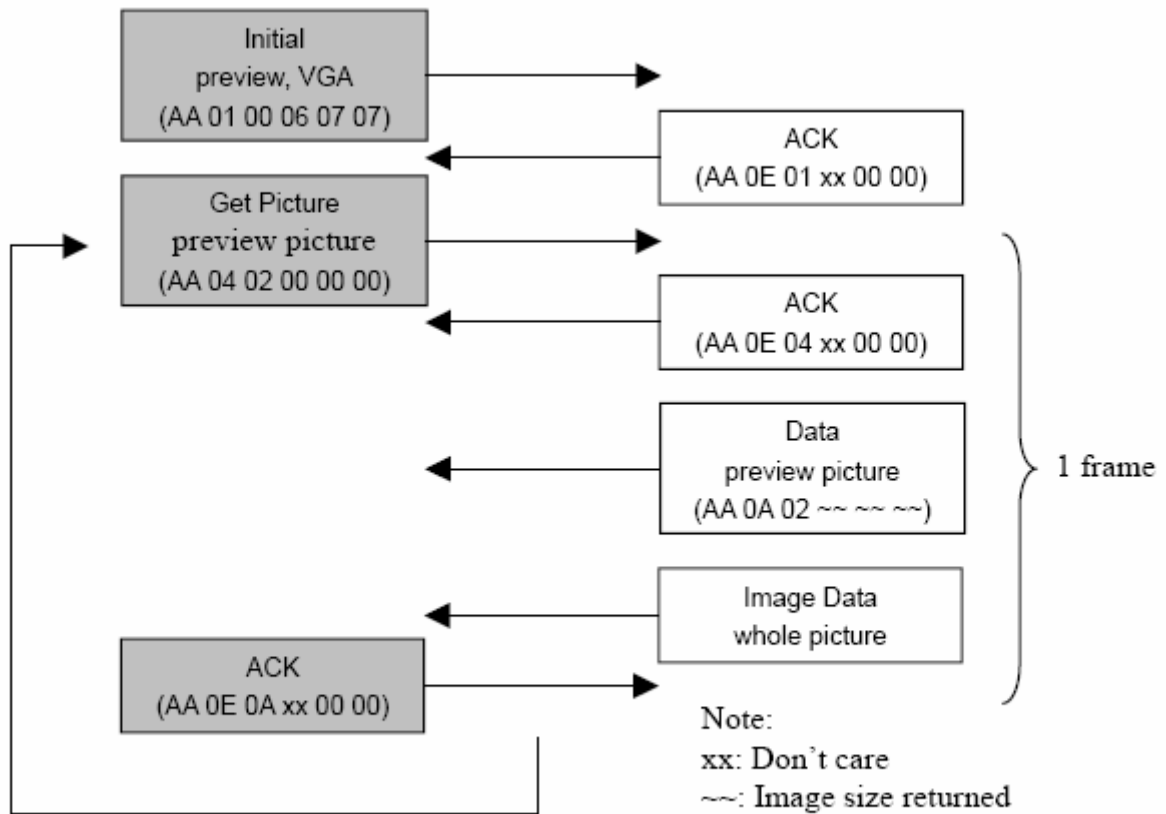 Initial
preview, VGA
(AA 01 00 06 07 07)
ACK
(AA 0E 01 xx 00 00)
Get Picture
preview picture
(AA 04 02 00 00 00)
ACK
(AA 0E 04 xx 00 00)
Data
preview picture
(AA 0A 02 ~~ ~~ ~~)
1 frame
Image Data
whole picture
ACK
(AA 0E 0A xx 00 00)
Note:
xx: Don't care
~~: Image size returned